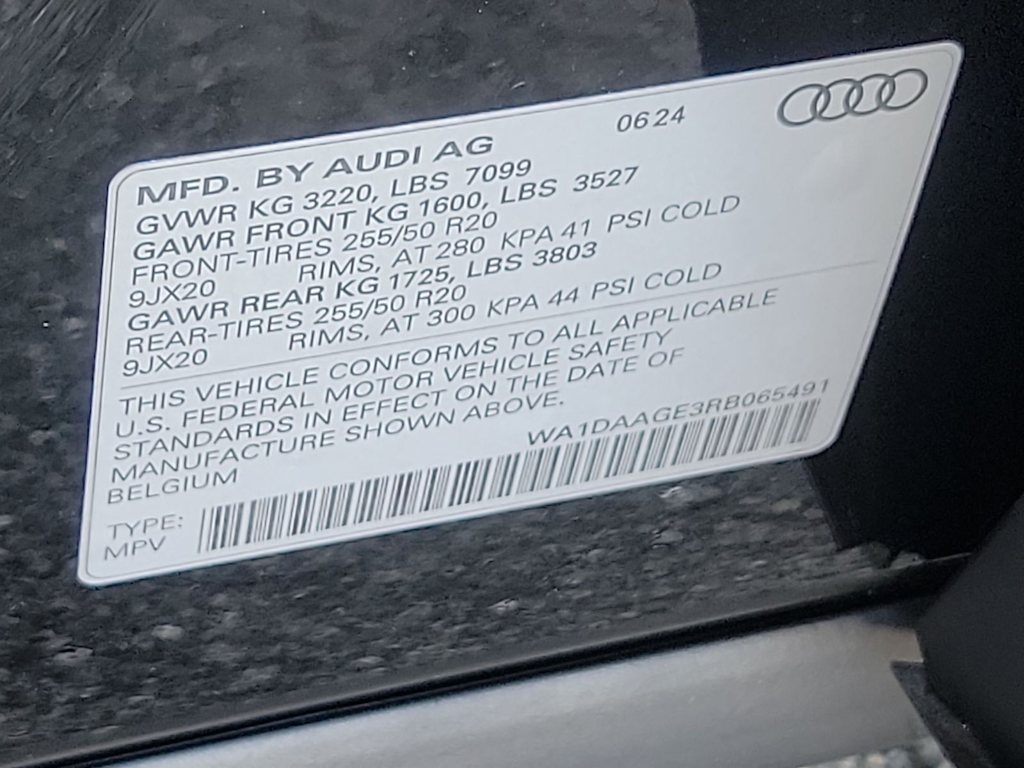 0624
MFD. BY AUDI AG
GVWR KG 3220, LBS 7099
GAWR FRONT KG 1600, LBS 3527
FRONT-TIRES 255/50 R20
9JX20 RIMS, AT 280 KPA 41 PSI COLD
GAWR REAR KG 1725, LBS 3803
REAR-TIRES 255/50 R20
9JX20 RIMS, AT 300 KPA 44 PSI COLD
THIS VEHICLE CONFORMS TO ALL APPLICABLE
U.S. FEDERAL MOTOR VEHICLE SAFETY
STANDARDS IN EFFECT ON THE DATE OF
MANUFACTURE SHOWN ABOVE.
BELGIUM
WA1DAAGE3RB065491
TYPE:
MPV